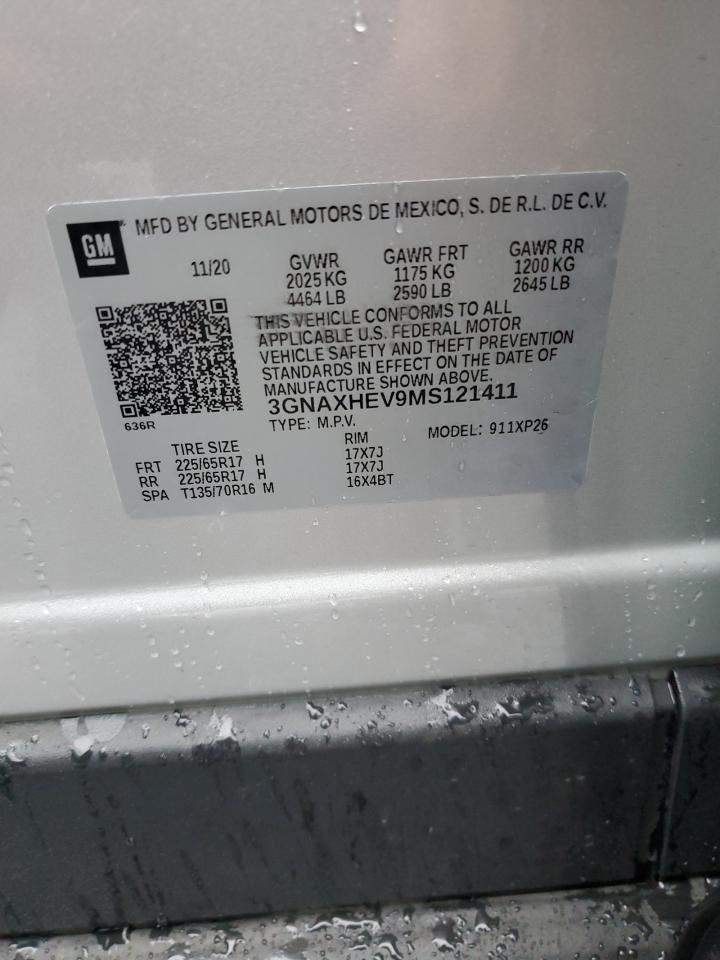 GM
MFD BY GENERAL MOTORS DE MEXICO, S. DE R.L. DE C.V.
11/20 GVWR GAWR FRT GAWR RR
2025 KG 1175 KG 1200 KG
4464 LB 2590 LB 2645 LB
THIS VEHICLE CONFORMS TO ALL
APPLICABLE U.S. FEDERAL MOTOR
VEHICLE SAFETY AND THEFT PREVENTION
STANDARDS IN EFFECT ON THE DATE OF
MANUFACTURE SHOWN ABOVE.
3GNAXHEV9MS121411
636R
TYPE: M.P.V. MODEL: 911XP26
TIRE SIZE RIM
FRT 225/65R17 H 17X7J
RR 225/65R17 H 17X7J
SPA T135/70R16 M 16X4BT